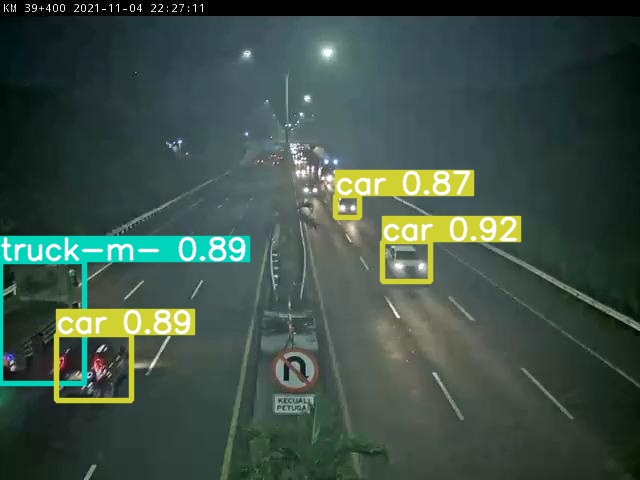 KM 39+400 2021-11-04 22:27:11
car 0.87
car 0.92
truck-m- 0.89
car 0.89
KECUALI
PETUGAS